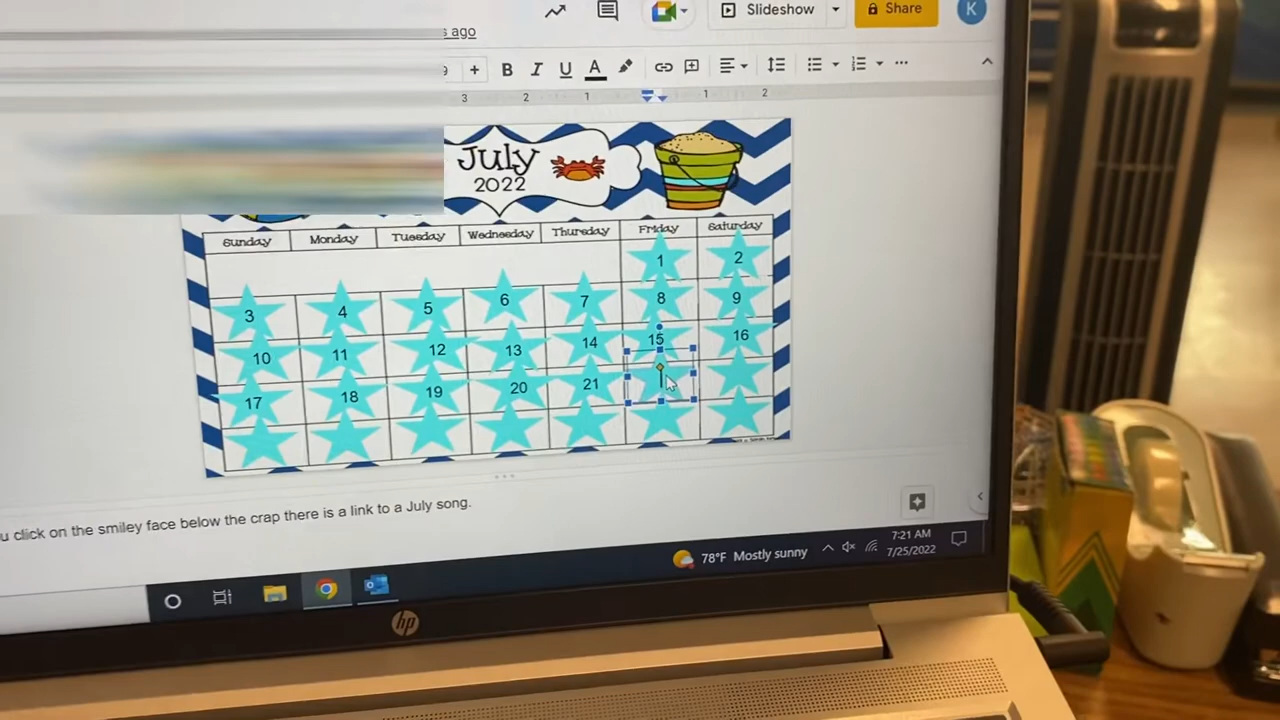 Slideshow
Share
K
s ago
+ B I U A
3 2 1 1 2
July
2022
Sunday Monday Tuesday Wednesday Thursday Friday Saturday
1 2
3 4 5 6 7 8 9
10 11 12 13 14 15 16
17 18 19 20 21
u click on the smiley face below the crap there is a link to a July song.
78°F Mostly sunny
7:21 AM
7/25/2022
hp